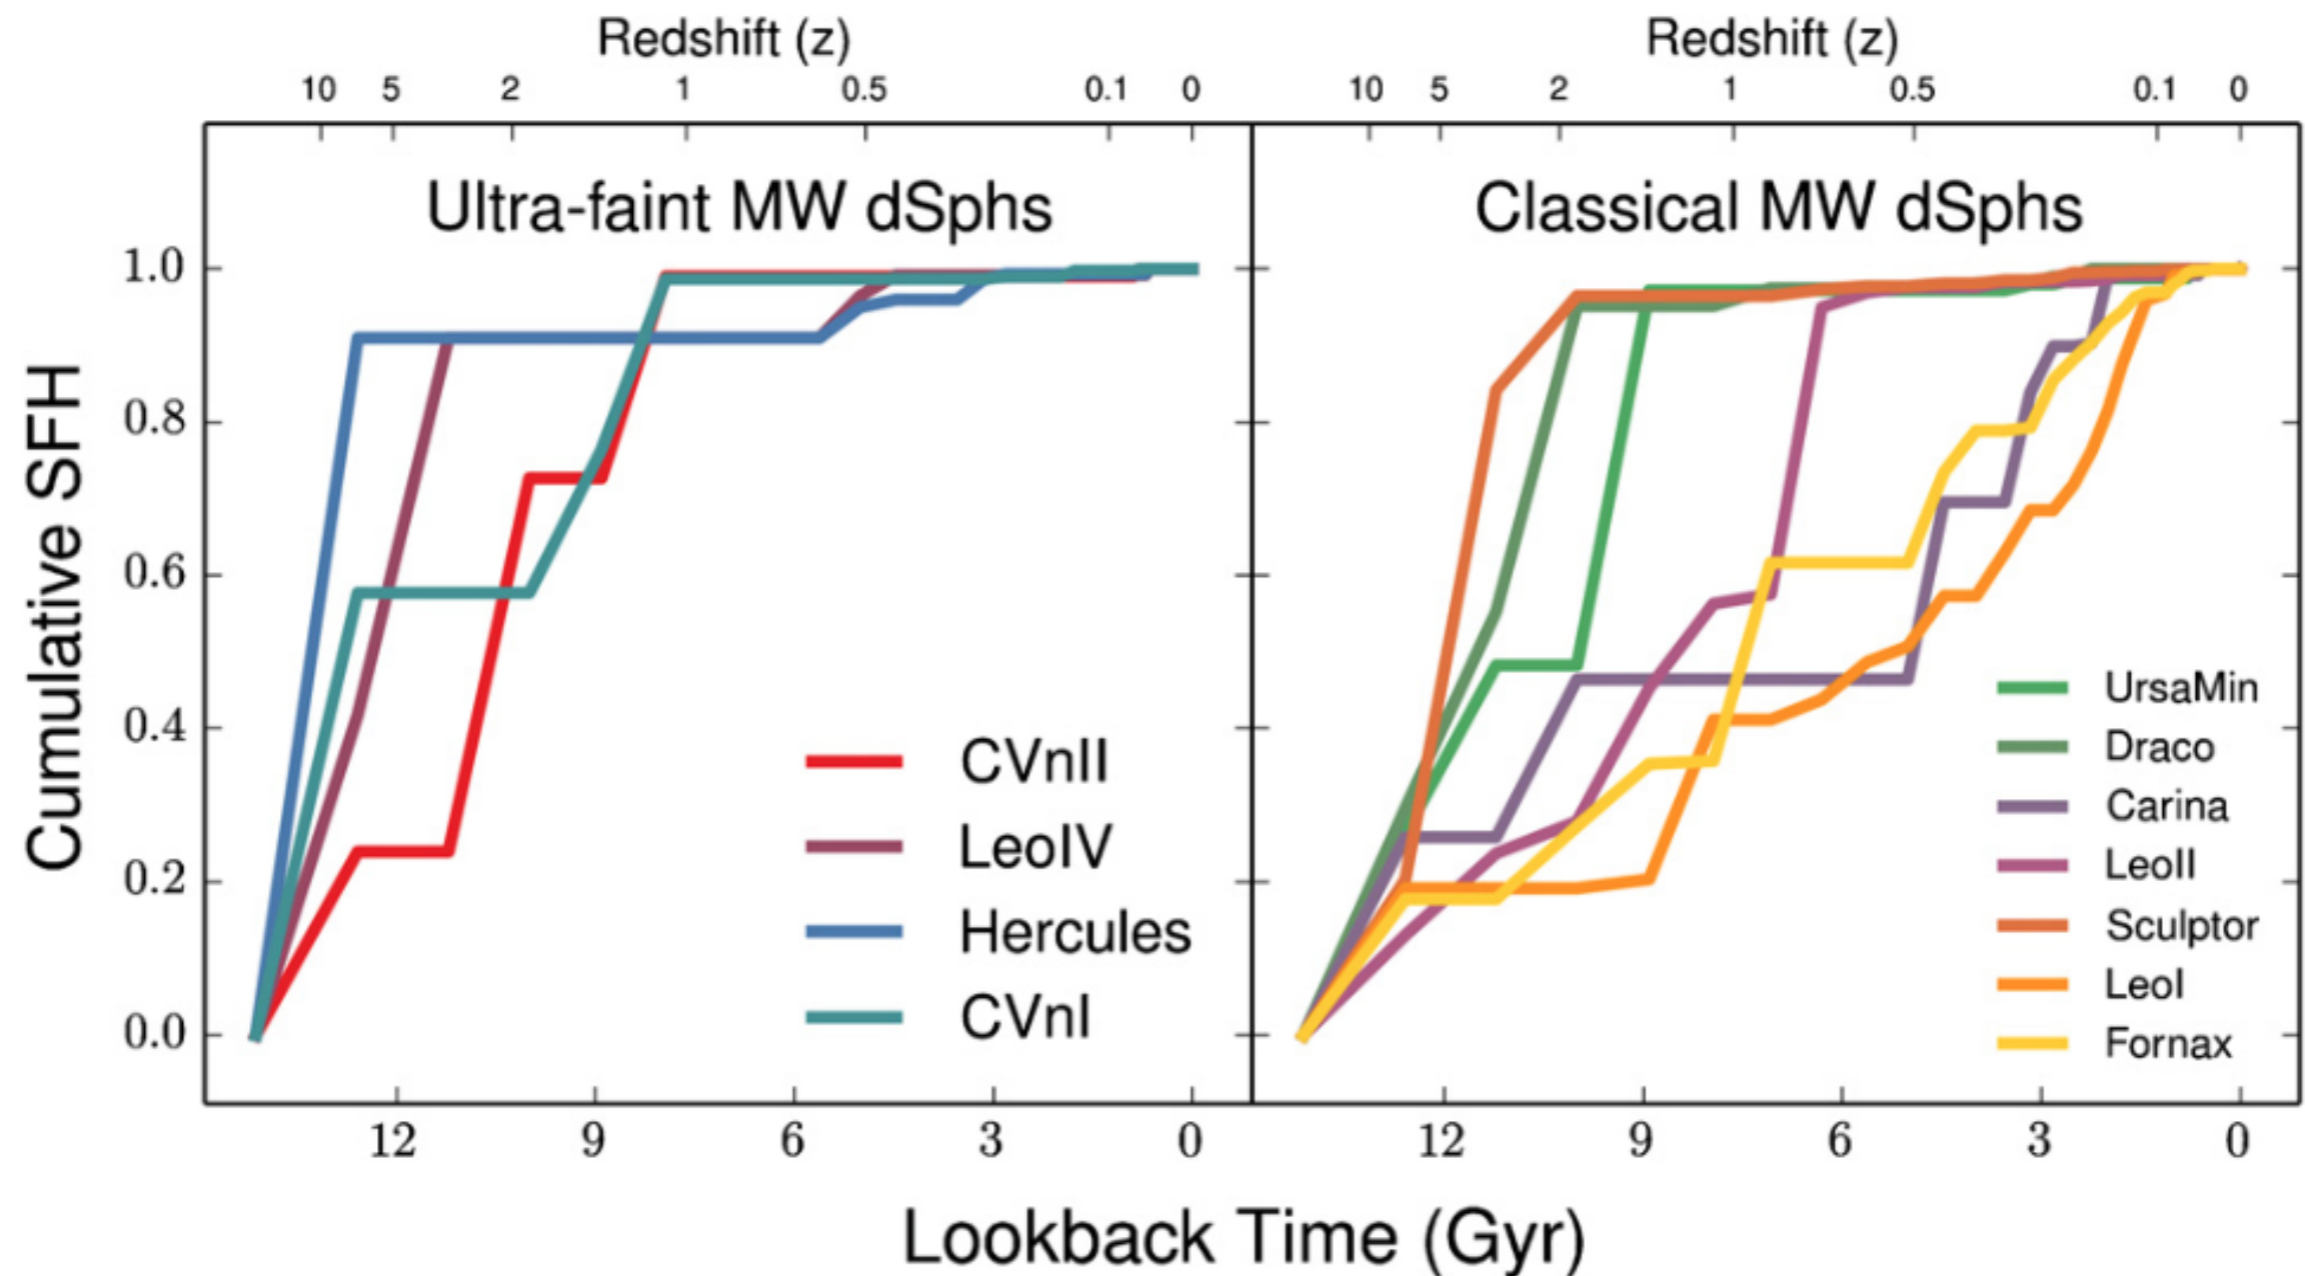 Redshift (z)
10 5 2 1 0.5 0.1 0
Redshift (z)
10 5 2 1 0.5 0.1 0
Ultra-faint MW dSphs
Classical MW dSphs
Cumulative SFH
1.0
0.8
0.6
0.4
0.2
0.0
CVnII
LeoIV
Hercules
CVnI
UrsaMin
Draco
Carina
LeoII
Sculptor
LeoI
Fornax
12 9 6 3 0
12 9 6 3 0
Lookback Time (Gyr)